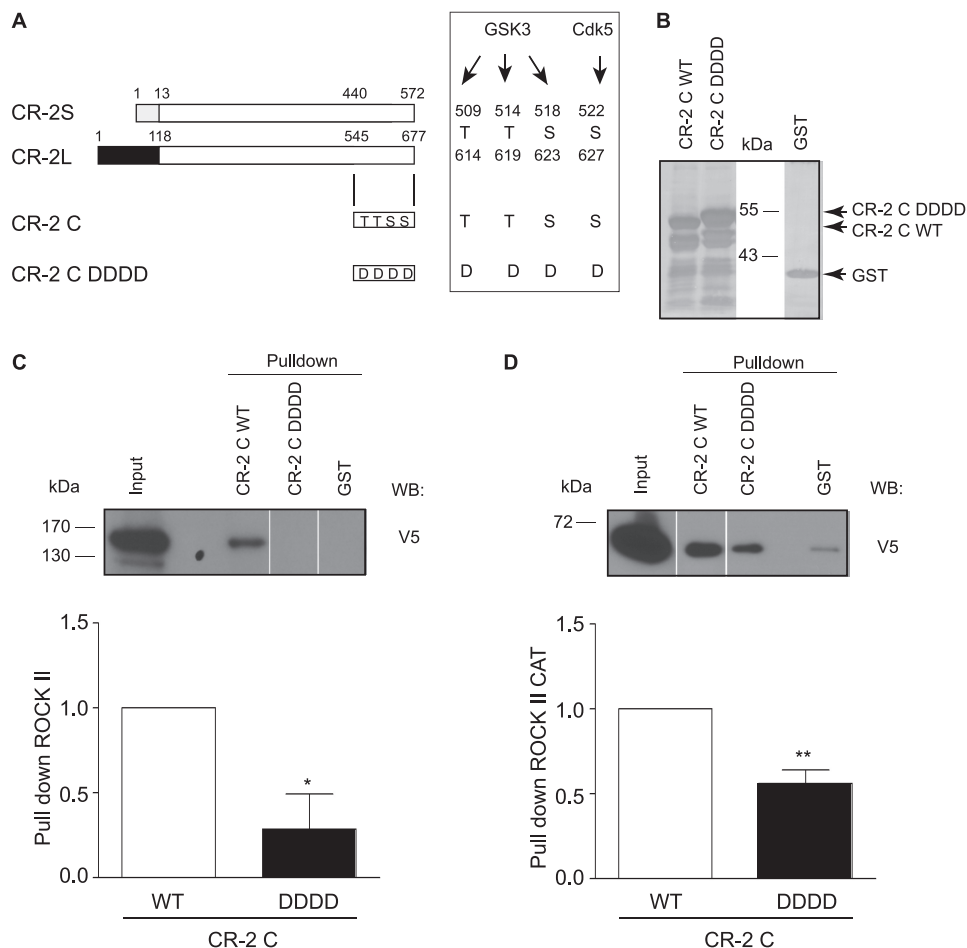 A
GSK3 Cdk5
1 13 440 572
CR-2S
509 514 518 522
T T S S
1 118 545 677
CR-2L
614 619 623 627
CR-2 C
T T S S
T T S S
CR-2 C DDDD
D D D D
D D D D
B
CR-2 C WT
CR-2 C DDDD
kDa
GST
55
43
CR-2 C DDDD
CR-2 C WT
GST
C
Pulldown
kDa
Input
CR-2 C WT
CR-2 C DDDD
GST
WB:
170
130
V5
Pull down ROCK II
1.5
1.0
0.5
0.0
*
WT DDDD
CR-2 C
D
Pulldown
kDa
Input
CR-2 C WT
CR-2 C DDDD
GST
WB:
72
V5
Pull down ROCK II CAT
1.5
1.0
0.5
0.0
**
WT DDDD
CR-2 C